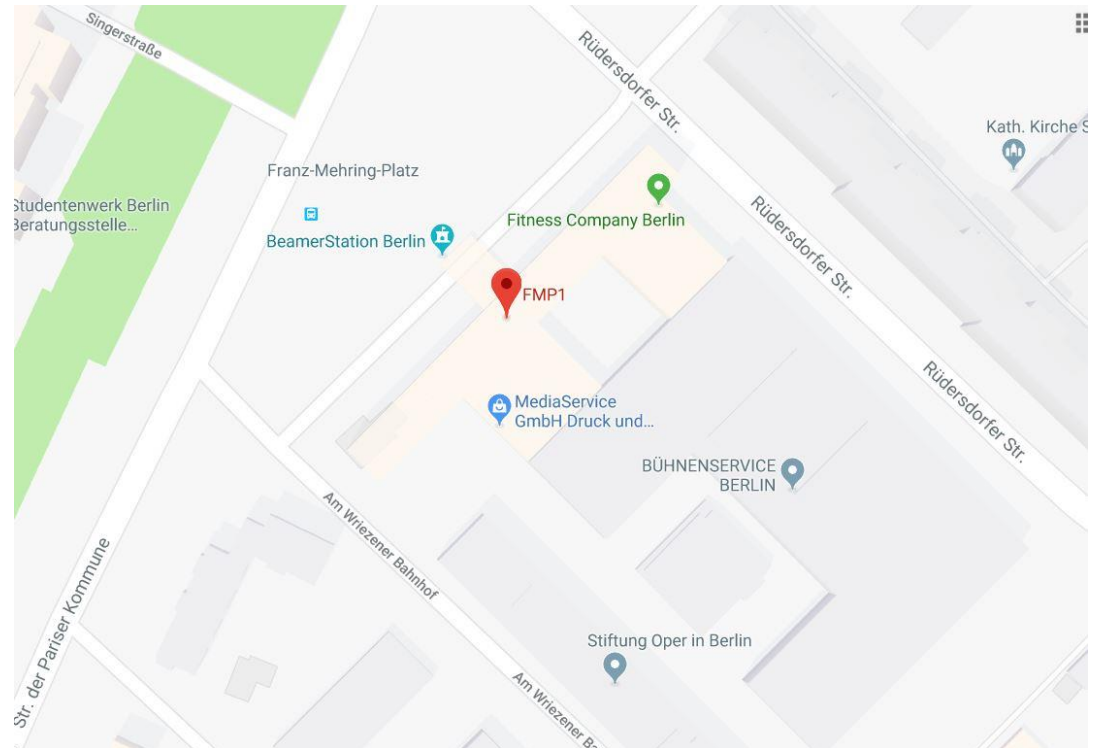 Singerstraße
Rüdersdorfer Str.
Kath. Kirche S
Franz-Mehring-Platz
Studentenwerk Berlin
Beratungsstelle...
Fitness Company Berlin
Rüdersdorfer Str.
BeamerStation Berlin
FMP1
Rüdersdorfer Str.
MediaService
GmbH Druck und...
BÜHNENSERVICE
BERLIN
Am Wriezener Bahnhof
Str. der Pariser Kommune
Stiftung Oper in Berlin
Am Wriezener Ba